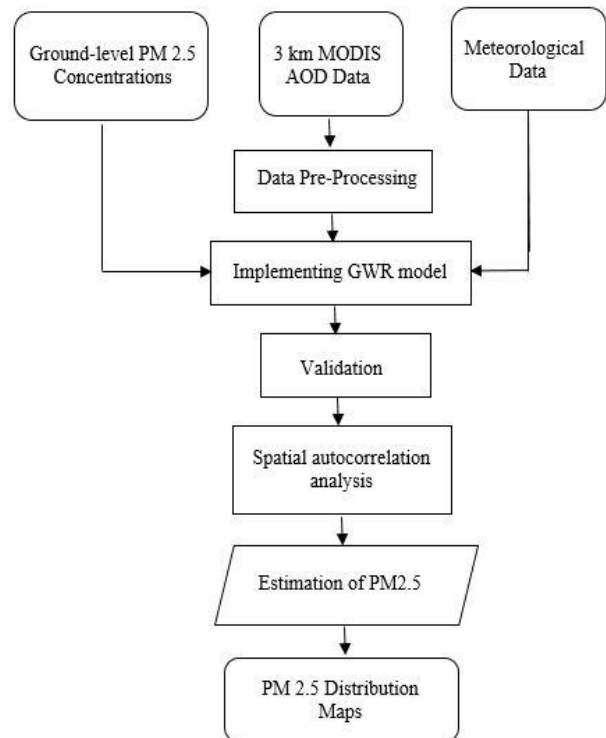 Ground-level PM 2.5
Concentrations
3 km MODIS
AOD Data
Meteorological
Data
Data Pre-Processing
Implementing GWR model
Validation
Spatial autocorrelation
analysis
Estimation of PM2.5
PM 2.5 Distribution
Maps